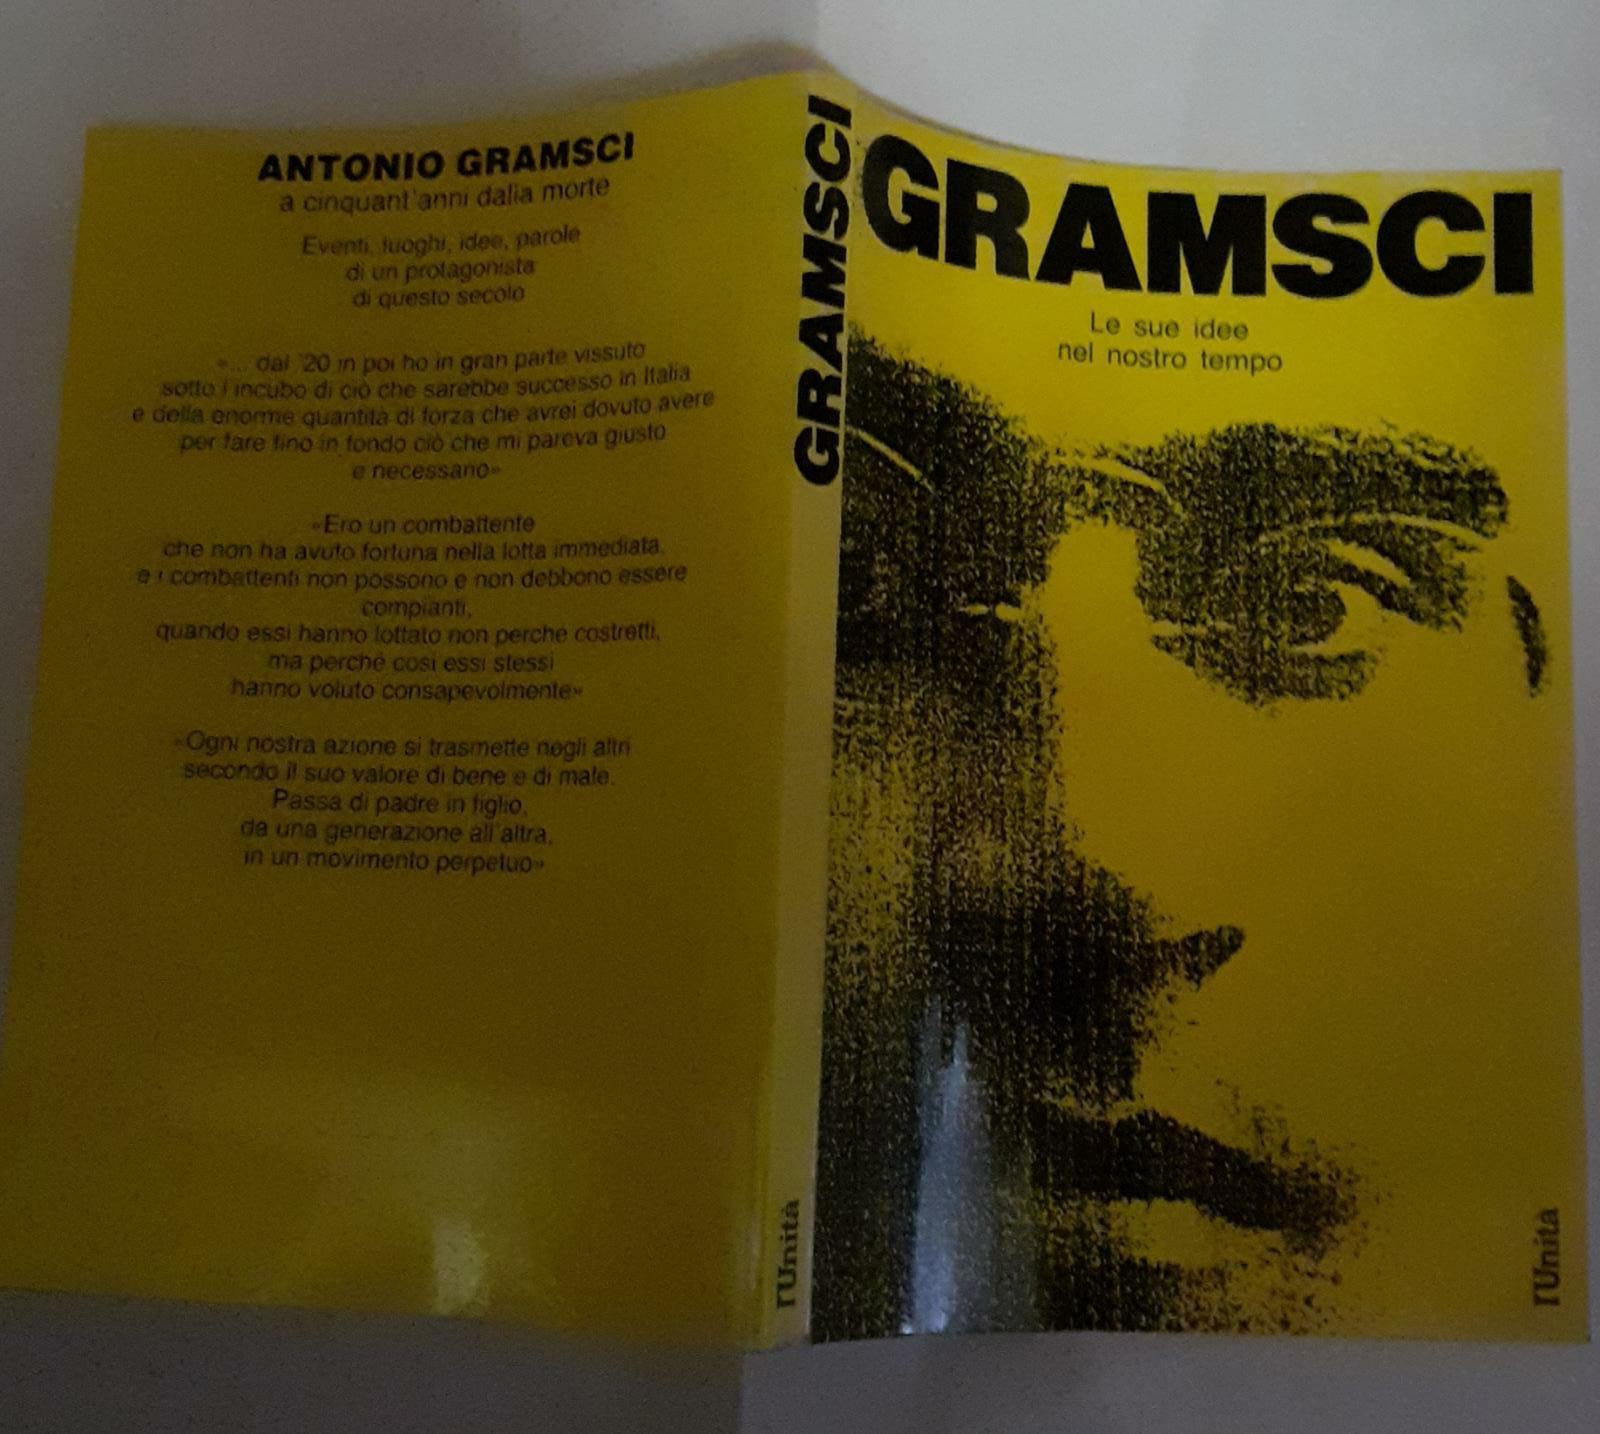 ANTONIO GRAMSCI
a cinquant'anni dalla morte
Eventi, luoghi, idee, parole
di un protagonista
di questo secolo
«... dal '20 in poi ho in gran parte vissuto
sotto l'incubo di ciò che sarebbe successo in Italia
e della enorme quantità di forza che avrei dovuto avere
per fare fino in fondo ciò che mi pareva giusto
e necessario»
«Ero un combattente
che non ha avuto fortuna nella lotta immediata,
e i combattenti non possono e non debbono essere
compianti,
quando essi hanno lottato non perché costretti,
ma perché così essi stessi
hanno voluto consapevolmente»
«Ogni nostra azione si trasmette negli altri
secondo il suo valore di bene e di male.
Passa di padre in figlio,
da una generazione all'altra,
in un movimento perpetuo»
GRAMSCI
l'Unità
GRAMSCI
Le sue idee
nel nostro tempo
l'Unità